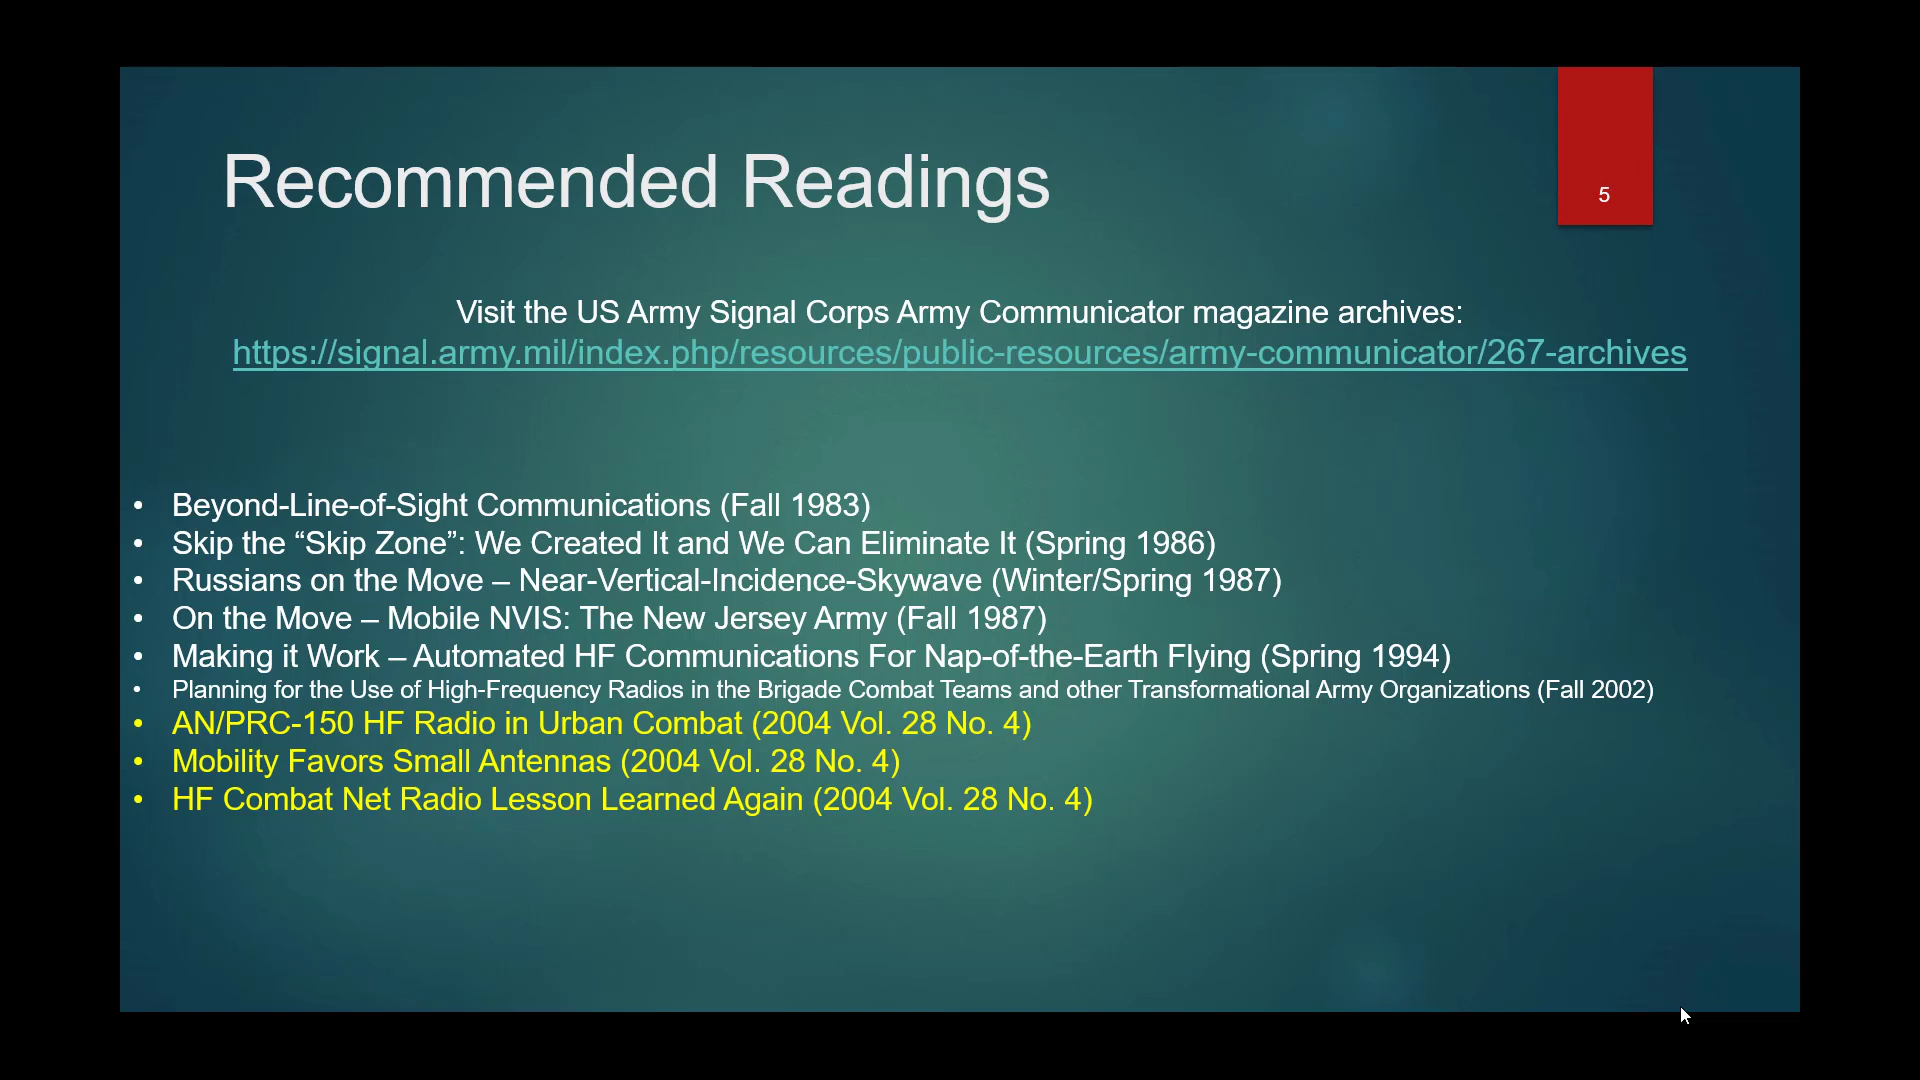 Recommended Readings
5
Visit the US Army Signal Corps Army Communicator magazine archives:
https://signal.army.mil/index.php/resources/public-resources/army-communicator/267-archives
• Beyond-Line-of-Sight Communications (Fall 1983)
• Skip the “Skip Zone”: We Created It and We Can Eliminate It (Spring 1986)
• Russians on the Move – Near-Vertical-Incidence-Skywave (Winter/Spring 1987)
• On the Move – Mobile NVIS: The New Jersey Army (Fall 1987)
• Making it Work – Automated HF Communications For Nap-of-the-Earth Flying (Spring 1994)
• Planning for the Use of High-Frequency Radios in the Brigade Combat Teams and other Transformational Army Organizations (Fall 2002)
• AN/PRC-150 HF Radio in Urban Combat (2004 Vol. 28 No. 4)
• Mobility Favors Small Antennas (2004 Vol. 28 No. 4)
• HF Combat Net Radio Lesson Learned Again (2004 Vol. 28 No. 4)